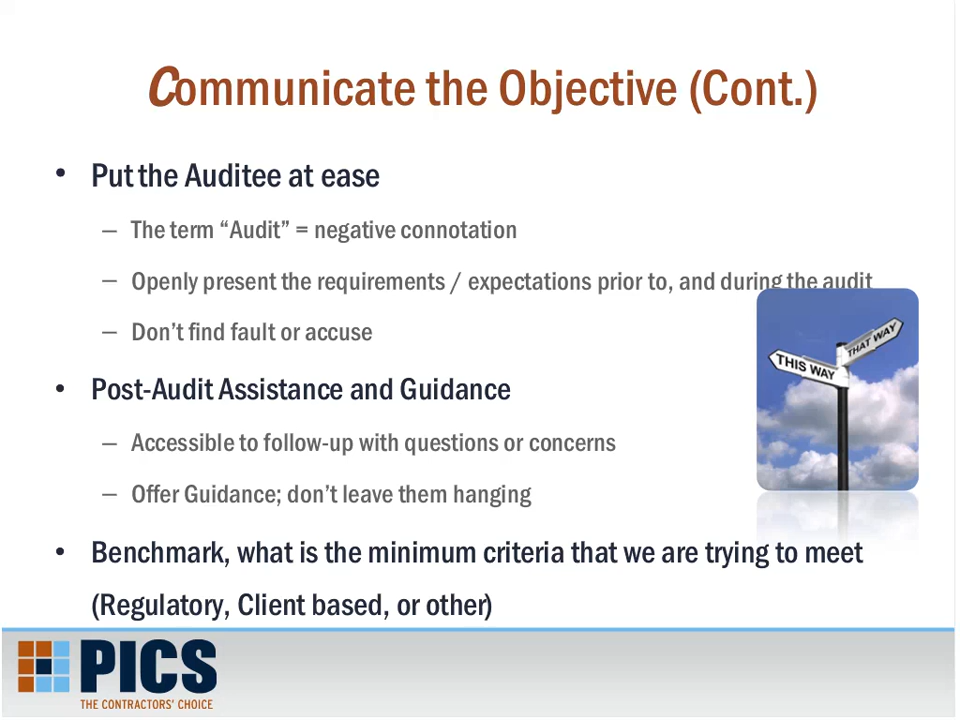 Communicate the Objective (Cont.)
• Put the Auditee at ease
– The term “Audit” = negative connotation
– Openly present the requirements / expectations prior to, and during the audit
– Don’t find fault or accuse
• Post-Audit Assistance and Guidance
– Accessible to follow-up with questions or concerns
– Offer Guidance; don’t leave them hanging
• Benchmark, what is the minimum criteria that we are trying to meet
(Regulatory, Client based, or other)
THIS WAY
THAT WAY
PICS
THE CONTRACTORS’ CHOICE